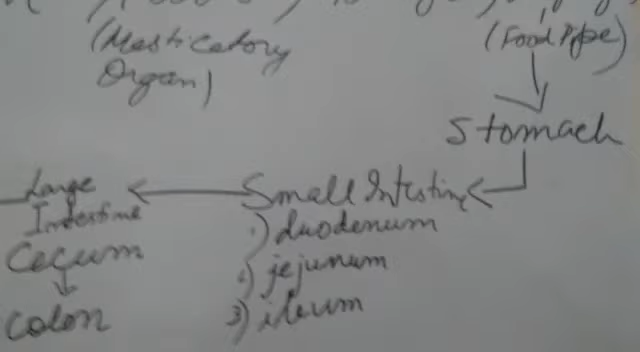 (Masticatory
Organ)
(Food Pipe)
Stomach
Small Intestine
1) duodenum
2) jejunum
3) ileum
Large
Intestine
Cecum
Colon